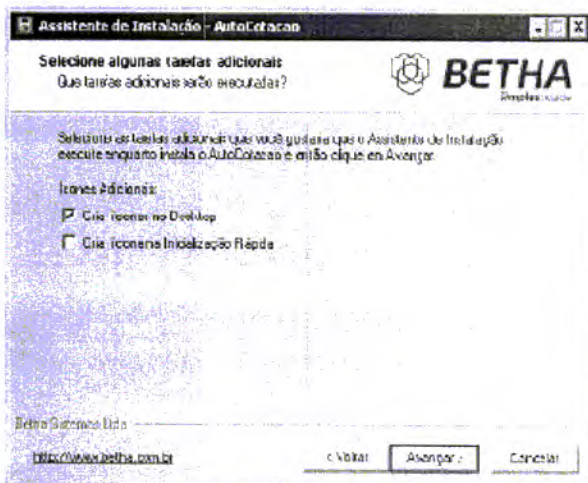 Assistente de Instalação - AutoCotacao
Selecione algumas tarefas adicionais
Que tarefas adicionais serão executadas?
BETHA
Selecione as tarefas adicionais que você gostaria que o Assistente de Instalação
execute enquanto instala o AutoCotacao e então clique em Avançar.
Ícones Adicionais:
Criar ícones no Desktop
Criar ícone na Inicialização Rápida
Betha Sistemas Ltda
http://www.betha.com.br
< Voltar
Avançar >
Cancelar